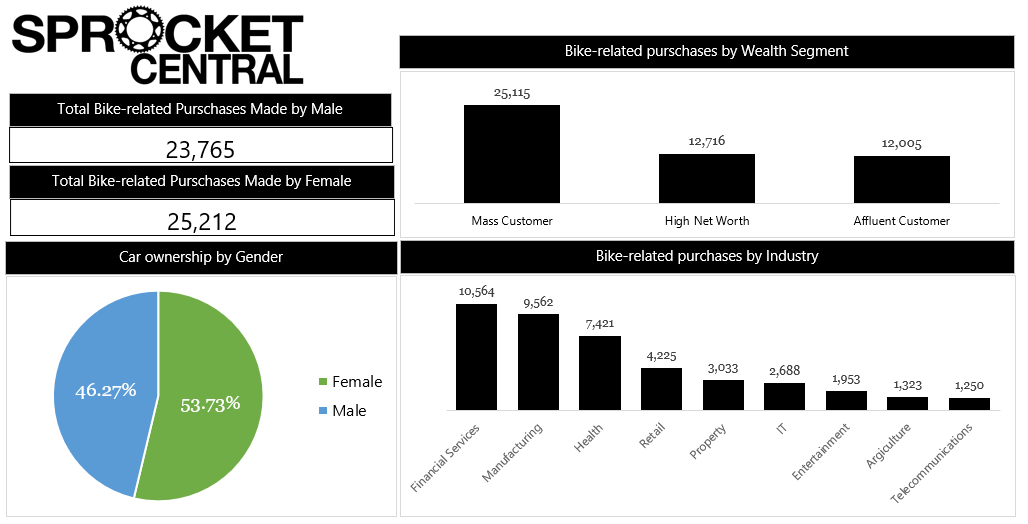 SPROCKET
CENTRAL
Total Bike-related Purschases Made by Male
23,765
Total Bike-related Purschases Made by Female
25,212
Car ownership by Gender
46.27%
53.73%
Female
Male
Bike-related purschases by Wealth Segment
25,115
12,716
12,005
Mass Customer
High Net Worth
Affluent Customer
Bike-related purchases by Industry
10,564
9,562
7,421
4,225
3,033
2,688
1,953
1,323
1,250
Financial Services
Manufacturing
Health
Retail
Property
IT
Entertainment
Argiculture
Telecommunications